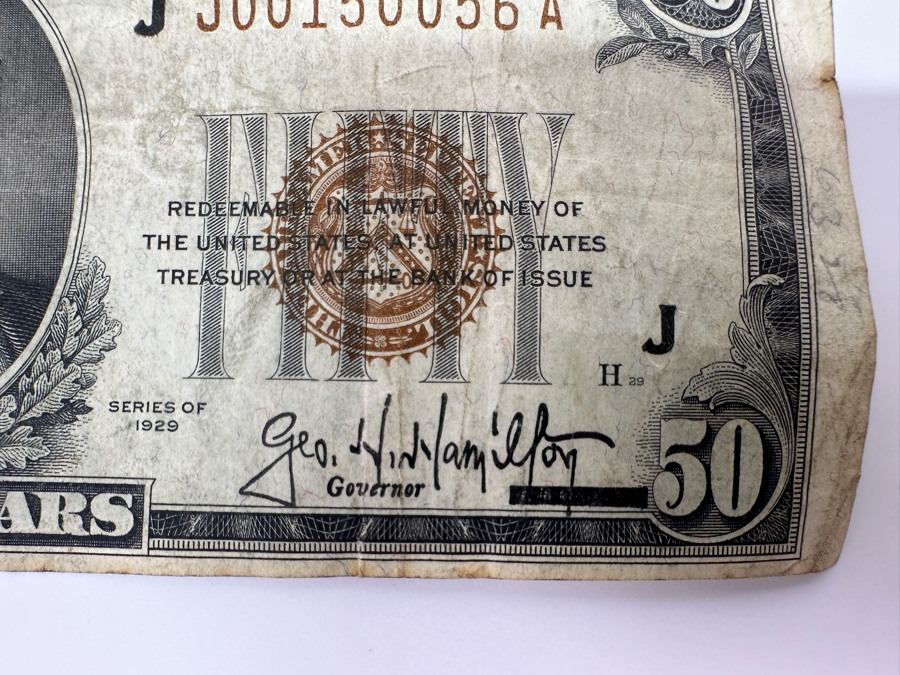 J J00150056A
FIFTY
REDEEMABLE IN LAWFUL MONEY OF
THE UNITED STATES AT UNITED STATES
TREASURY OR AT THE BANK OF ISSUE
J
H 29
SERIES OF
1929
Geo. H. Hamilton
Governor
50
ARS